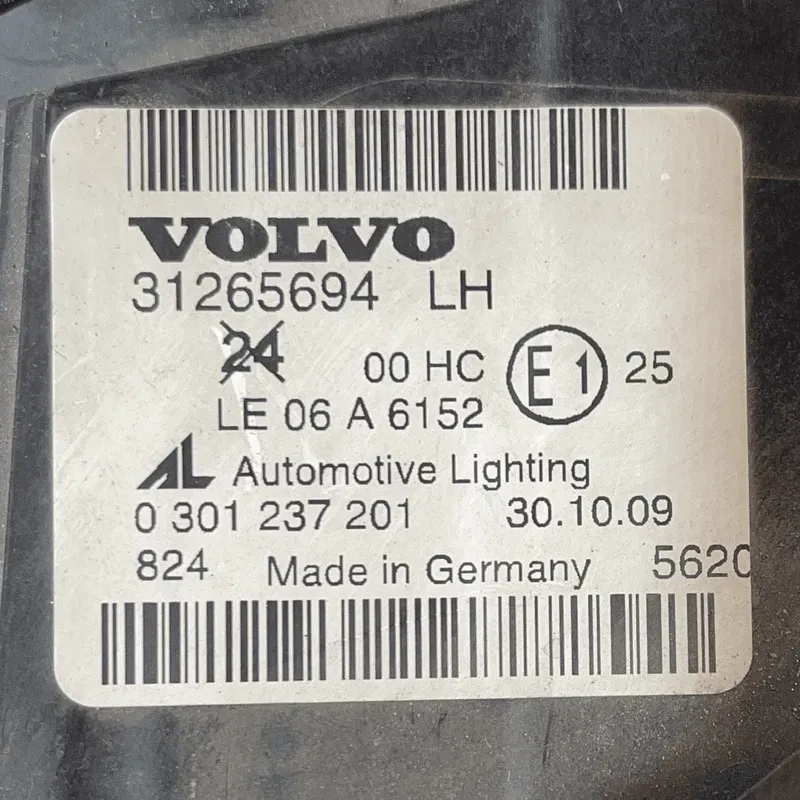 VOLVO
31265694 LH
24 00 HC E1 25
LE 06 A 6152
AL Automotive Lighting
0 301 237 201 30.10.09
824 Made in Germany 5620